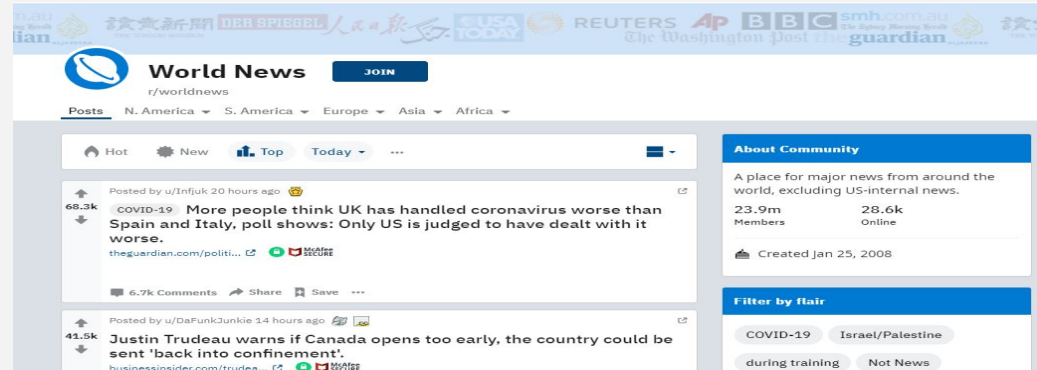 n.au
ian
讀賣新聞 DER SPIEGEL 人民日报 USA TODAY REUTERS AP BBC smh.com.au
The Washington Post the guardian
World News JOIN
r/worldnews
Posts N. America S. America Europe Asia Africa
Hot New Top Today ...
About Community
A place for major news from around the
world, excluding US-internal news.
23.9m 28.6k
Members Online
Created Jan 25, 2008
Posted by u/Infjuk 20 hours ago
68.3k
COVID-19 More people think UK has handled coronavirus worse than
Spain and Italy, poll shows: Only US is judged to have dealt with it
worse.
theguardian.com/politi... McAfee SECURE
6.7k Comments Share Save ...
Filter by flair
COVID-19 Israel/Palestine
during training Not News
Posted by u/DaFunkJunkie 14 hours ago
41.5k
Justin Trudeau warns if Canada opens too early, the country could be
sent 'back into confinement'.
businessinsider.com/trudea... McAfee